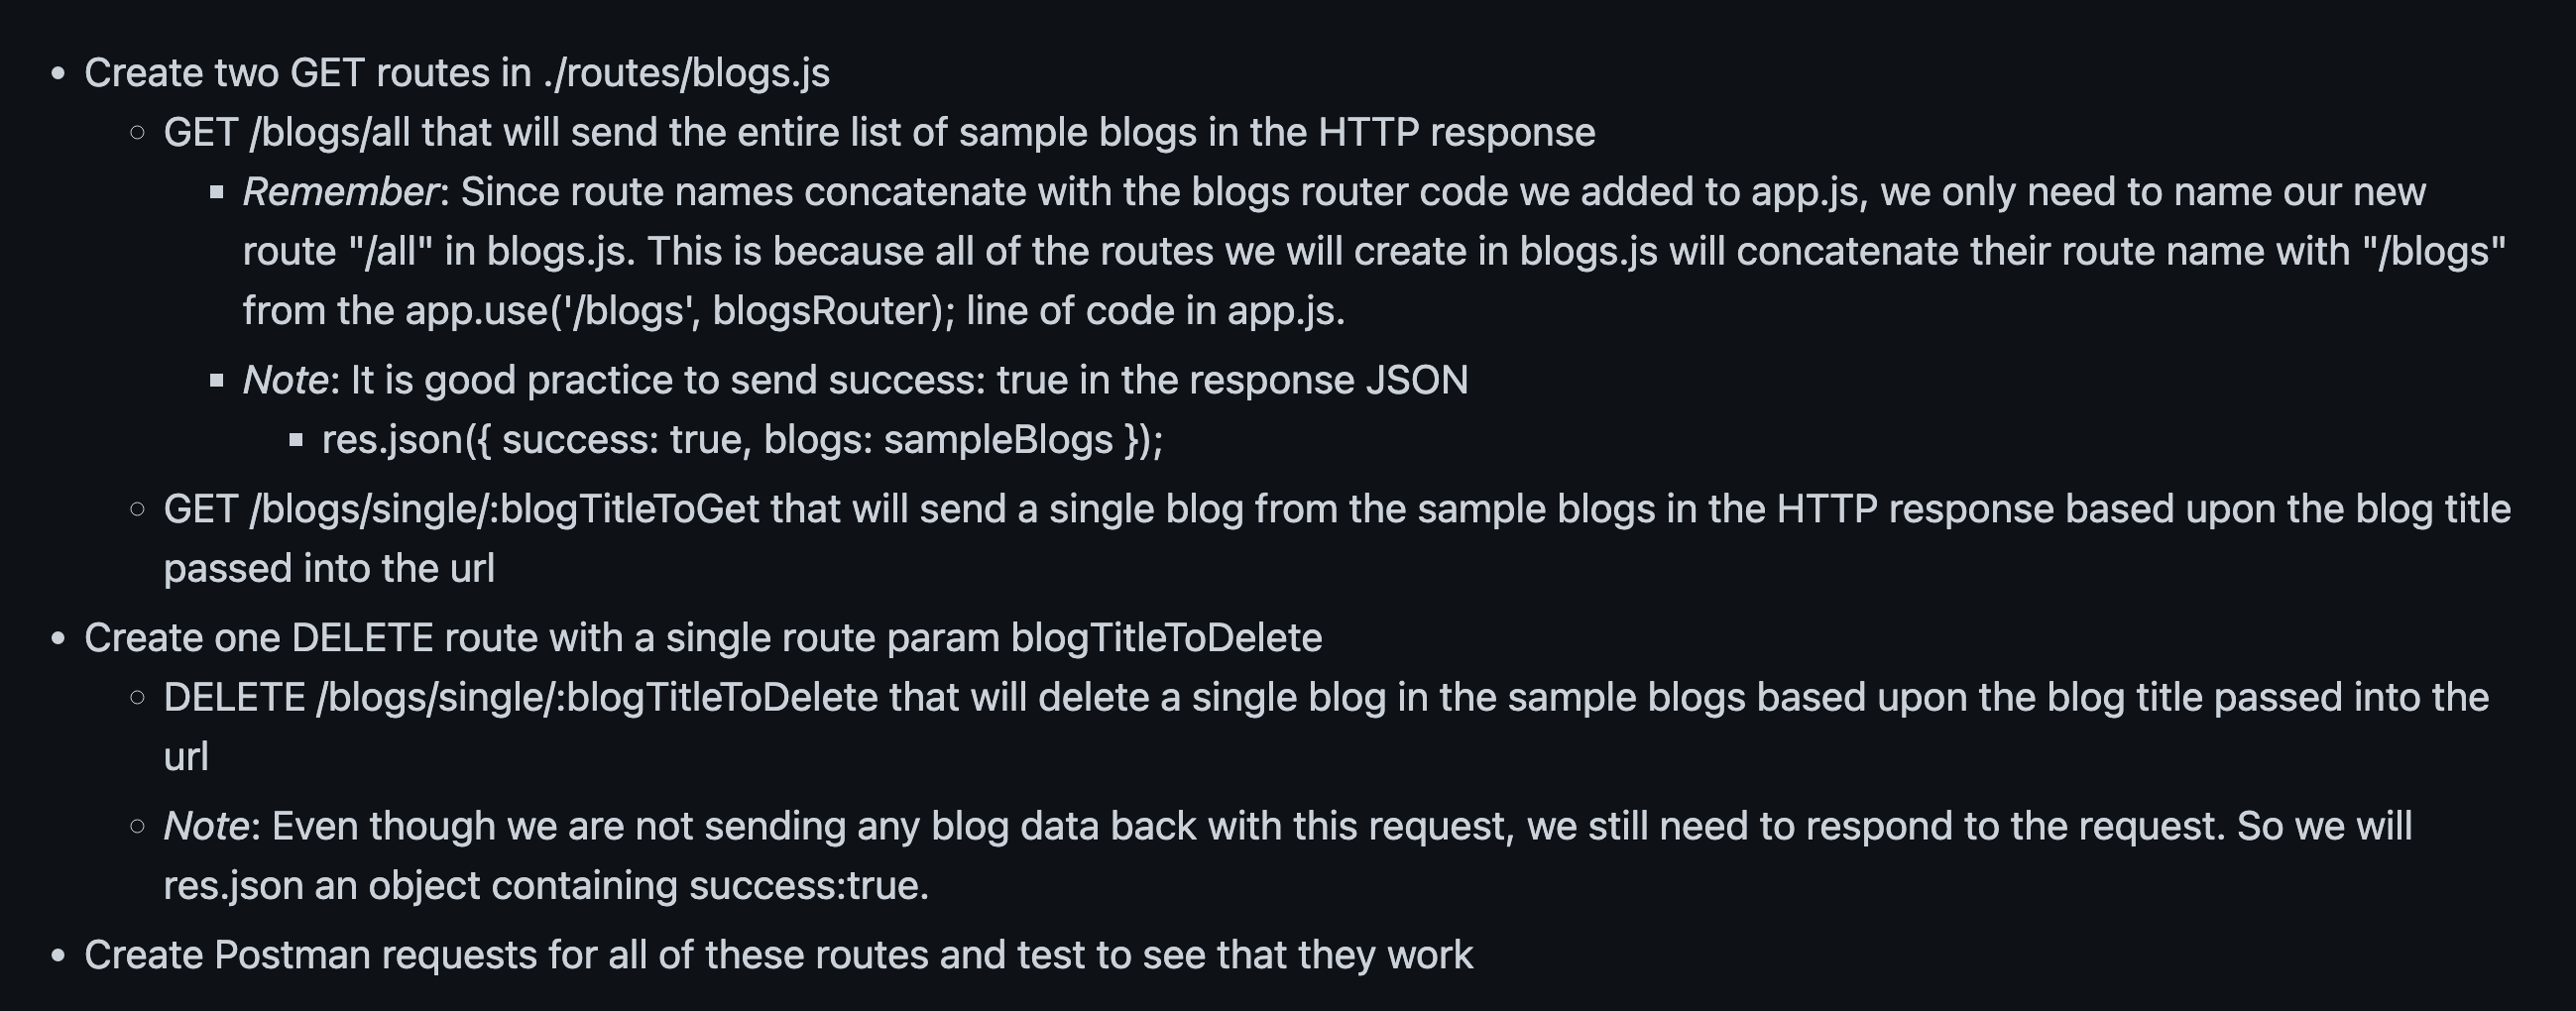 Create two GET routes in ./routes/blogs.js
GET /blogs/all that will send the entire list of sample blogs in the HTTP response
Remember: Since route names concatenate with the blogs router code we added to app.js, we only need to name our new
route "/all" in blogs.js. This is because all of the routes we will create in blogs.js will concatenate their route name with "/blogs"
from the app.use('/blogs', blogsRouter); line of code in app.js.
Note: It is good practice to send success: true in the response JSON
res.json({ success: true, blogs: sampleBlogs });
GET /blogs/single/:blogTitleToGet that will send a single blog from the sample blogs in the HTTP response based upon the blog title
passed into the url
Create one DELETE route with a single route param blogTitleToDelete
DELETE /blogs/single/:blogTitleToDelete that will delete a single blog in the sample blogs based upon the blog title passed into the
url
Note: Even though we are not sending any blog data back with this request, we still need to respond to the request. So we will
res.json an object containing success:true.
Create Postman requests for all of these routes and test to see that they work